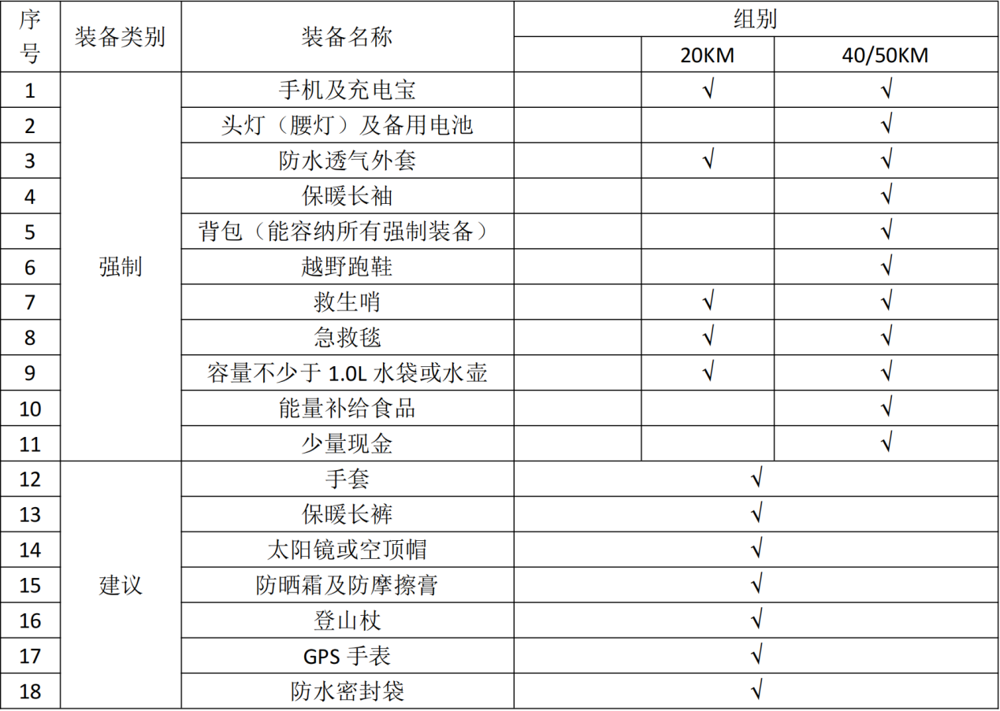 序号 装备类别 装备名称 组别
20KM 40/50KM
1 强制 手机及充电宝 √ √
2 头灯（腰灯）及备用电池 √
3 防水透气外套 √ √
4 保暖长袖 √
5 背包（能容纳所有强制装备） √
6 越野跑鞋 √
7 救生哨 √ √
8 急救毯 √ √
9 容量不少于 1.0L 水袋或水壶 √ √
10 能量补给食品 √
11 少量现金 √
12 建议 手套 √
13 保暖长裤 √
14 太阳镜或空顶帽 √
15 防晒霜及防摩擦膏 √
16 登山杖 √
17 GPS 手表 √
18 防水密封袋 √